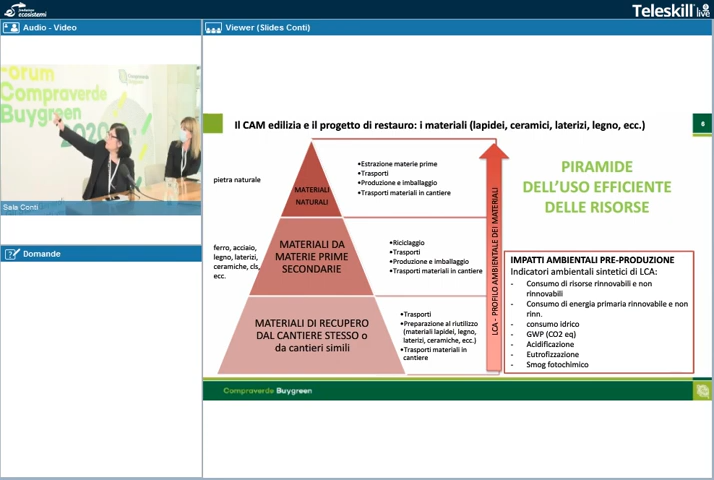 fondazione
ecosistemi
Teleskill live
Audio - Video
Viewer (Slides Conti)
Forum
Compraverde
Buygreen
2020
Sala Conti
Domande
Il CAM edilizia e il progetto di restauro: i materiali (lapidei, ceramici, laterizi, legno, ecc.)
8
pietra naturale
MATERIALI
NATURALI
•Estrazione materie prime
•Trasporti
•Produzione e imballaggio
•Trasporti materiali in cantiere
ferro, acciaio,
legno, laterizi,
ceramiche, cls,
ecc.
MATERIALI DA
MATERIE PRIME
SECONDARIE
•Riciclaggio
•Trasporti
•Produzione e imballaggio
•Trasporti materiali in cantiere
MATERIALI DI RECUPERO
DAL CANTIERE STESSO o
da cantieri simili
•Trasporti
•Preparazione al riutilizzo
(materiali lapidei, legno,
laterizi, ceramiche, ecc.)
•Trasporti materiali in
cantiere
LCA - PROFILO AMBIENTALE DEI MATERIALI
PIRAMIDE
DELL'USO EFFICIENTE
DELLE RISORSE
IMPATTI AMBIENTALI PRE-PRODUZIONE
Indicatori ambientali sintetici di LCA:
- Consumo di risorse rinnovabili e non
rinnovabili
- Consumo di energia primaria rinnovabile e non
rinn.
- consumo idrico
- GWP (CO2 eq)
- Acidificazione
- Eutrofizzazione
- Smog fotochimico
Compraverde Buygreen